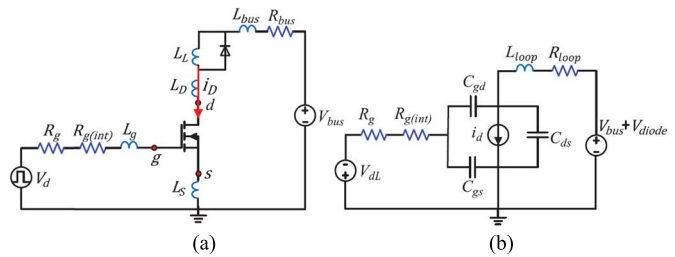 L_bus R_bus
L_L
L_D i_D
d
V_bus
R_g R_g(int) L_g
g
s
V_d
L_S
(a)
L_loop R_loop
C_gd
R_g R_g(int)
i_d
C_ds
V_bus+V_diode
V_dL
C_gs
(b)